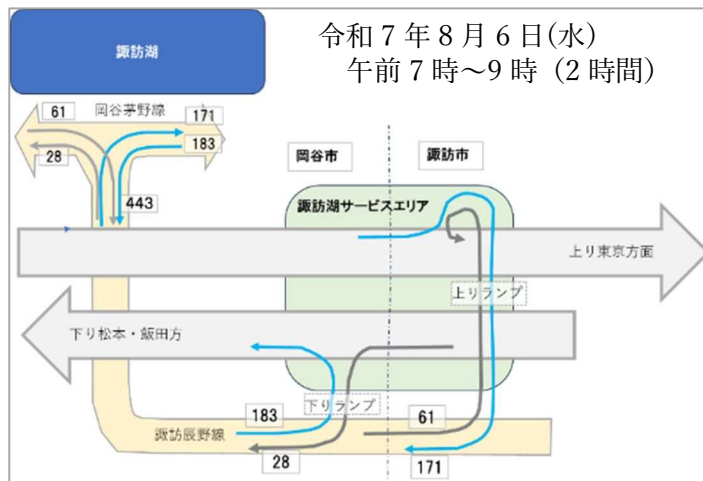 令和7年8月6日(水)
午前7時～9時 (2時間)
諏訪湖
61
岡谷茅野線
171
183
28
443
岡谷市
諏訪市
諏訪湖サービスエリア
上り東京方面
上りランプ
下り松本・飯田方
下りランプ
183
61
諏訪辰野線
28
171